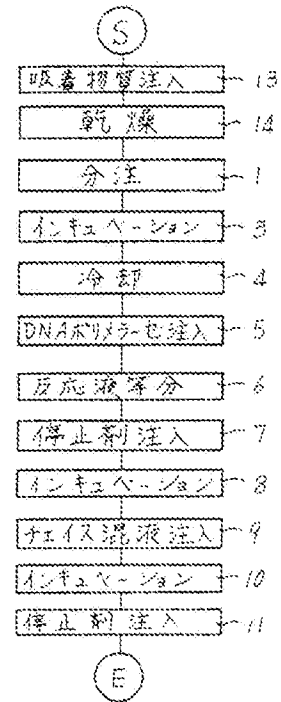 S
吸着物質注入 13
乾燥 14
分注 1
インキュベーション 3
冷却 4
DNAポリメラーゼ注入 5
反応液等分 6
停止剤注入 7
インキュベーション 8
チェイス混液注入 9
インキュベーション 10
停止剤注入 11
E